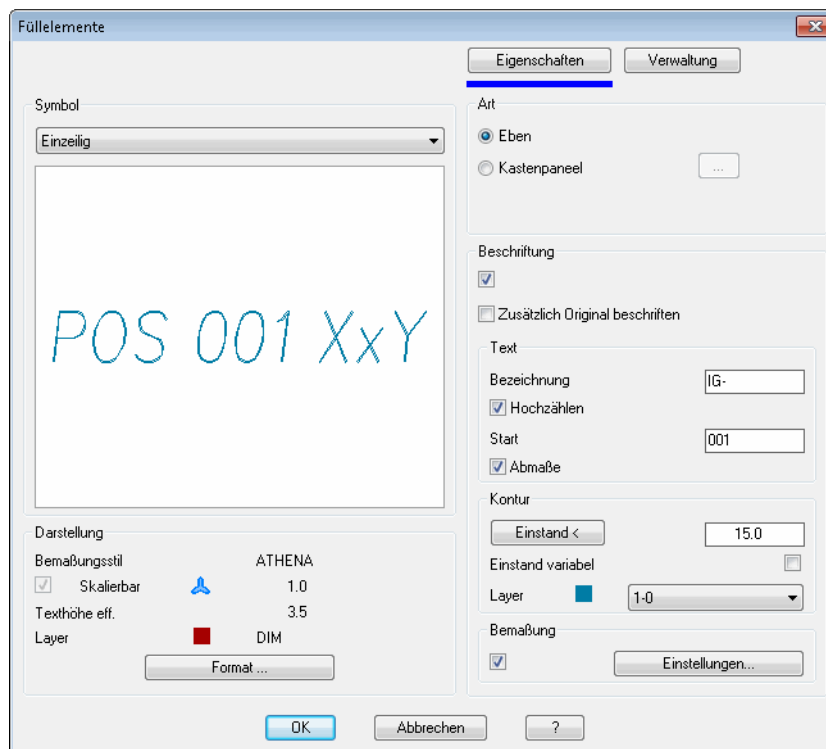 Füllelemente
Eigenschaften
Verwaltung
Symbol
Einzeilig
POS 001 XxY
Art
Eben
Kastenpaneel
...
Beschriftung
Zusätzlich Original beschriften
Text
Bezeichnung
IG-
Hochzählen
Start
001
Abmaße
Kontur
Einstand <
15.0
Einstand variabel
Layer
1-0
Bemaßung
Einstellungen...
Darstellung
Bemaßungsstil
ATHENA
Skalierbar
1.0
Texthöhe eff.
3.5
Layer
DIM
Format ...
OK
Abbrechen
?